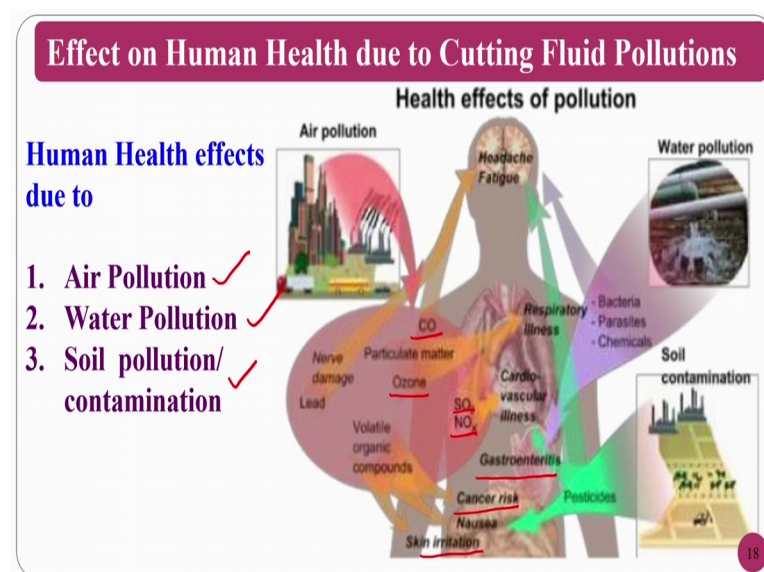 Effect on Human Health due to Cutting Fluid Pollutions
Health effects of pollution
Human Health effects
due to
1. Air Pollution
2. Water Pollution
3. Soil pollution/
contamination
Air pollution
Headache
Fatigue
Water pollution
CO
Particulate matter
Nerve
damage
Ozone
Lead
SOx
NOx
Volatile
organic
compounds
Respiratory
illness
- Bacteria
- Parasites
- Chemicals
Cardio-
vascular
illness
Soil
contamination
Gastroenteritis
Cancer risk
Pesticides
Nausea
Skin irritation
18